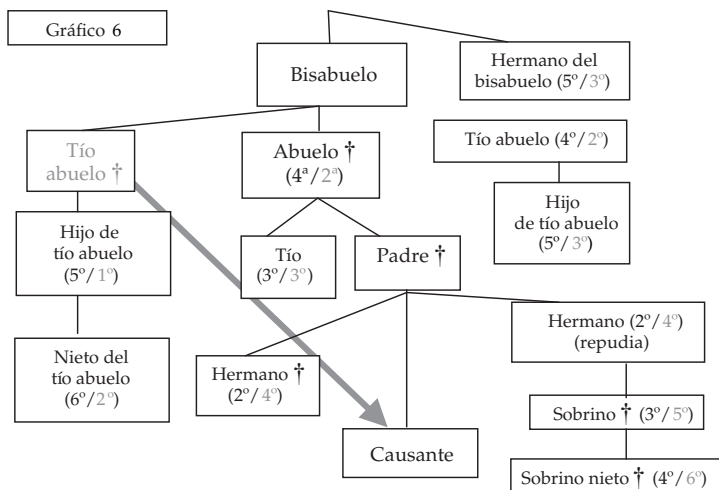 Gráfico 6
Bisabuelo
Hermano del
bisabuelo (5º/3º)
Tío
abuelo †
Abuelo †
(4ª/2ª)
Tío abuelo (4º/2º)
Hijo de
tío abuelo
(5º/1º)
Tío
(3º/3º)
Padre †
Hijo
de tío abuelo
(5º/3º)
Nieto del
tío abuelo
(6º/2º)
Hermano †
(2º/4º)
Hermano (2º/4º)
(repudia)
Sobrino † (3º/5º)
Causante
Sobrino nieto † (4º/6º)